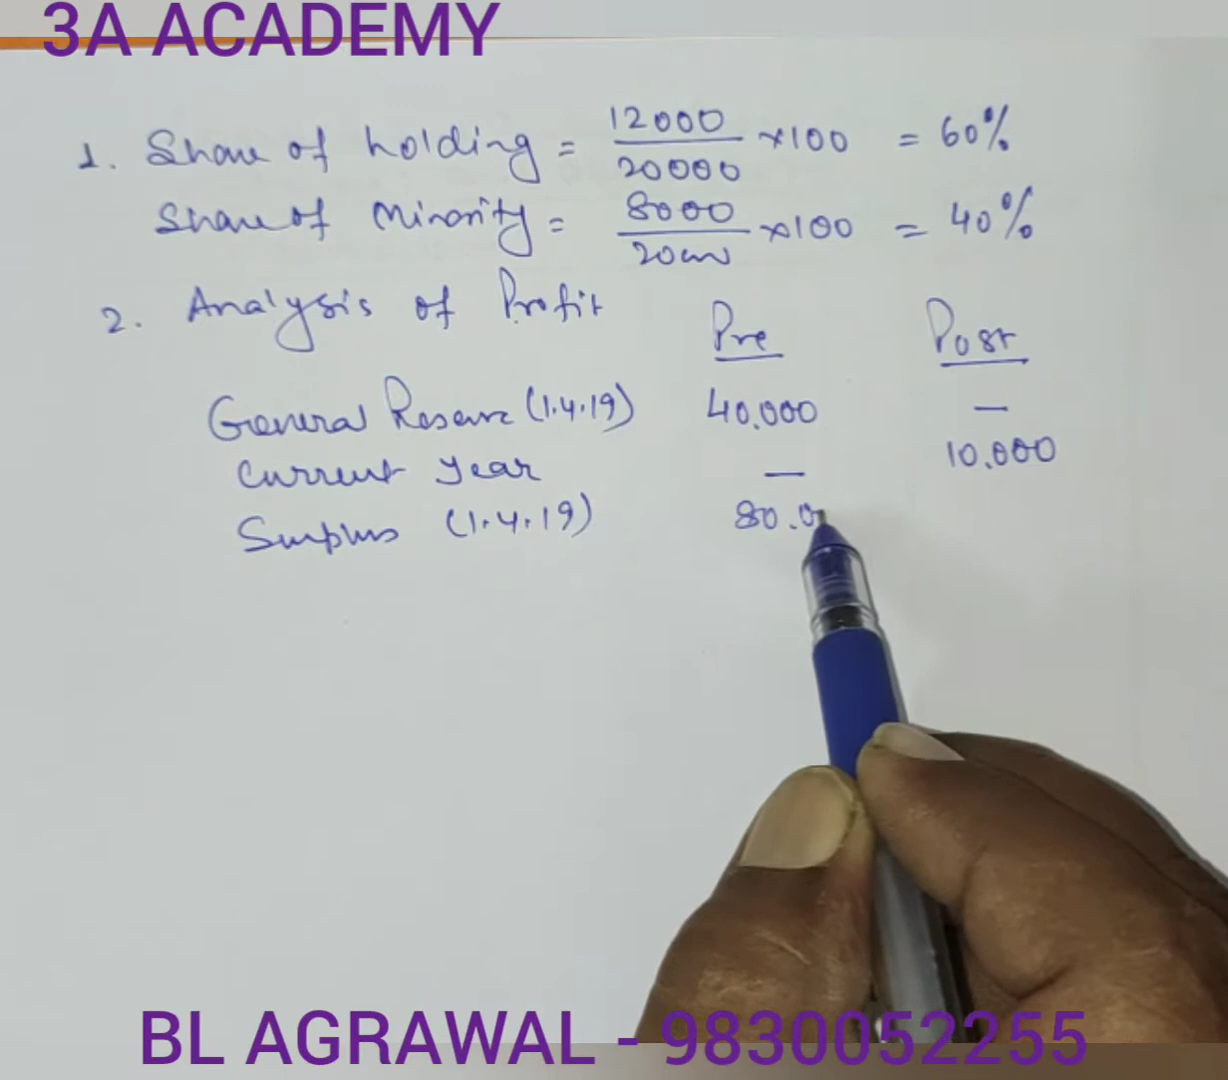 3A ACADEMY
1. Share of holding = 12000/20000 ×100 = 60%
Share of Minority = 8000/20000 ×100 = 40%
2. Analysis of Profit
Pre Post
General Reserve (1.4.19) 40.000 —
Current year — 10.000
Surplus (1.4.19) 80.0
BL AGRAWAL - 9830052255